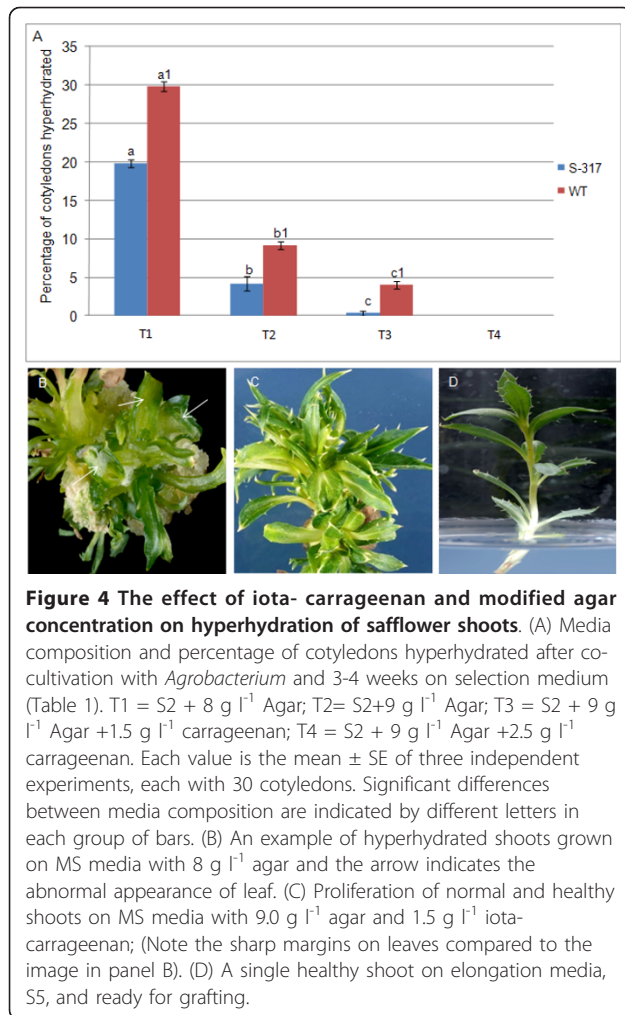 A
35
30
25
20
15
10
5
0
Percentage of cotyledons hyperhydrated
a
a1
b
b1
c
c1
T1 T2 T3 T4
S-317
WT
B
C
D
Figure 4 The effect of iota- carrageenan and modified agar
concentration on hyperhydration of safflower shoots. (A) Media
composition and percentage of cotyledons hyperhydrated after co-
cultivation with Agrobacterium and 3-4 weeks on selection medium
(Table 1). T1 = S2 + 8 g l⁻¹ Agar; T2= S2+9 g l⁻¹ Agar; T3 = S2 + 9 g
l⁻¹ Agar +1.5 g l⁻¹ carrageenan; T4 = S2 + 9 g l⁻¹ Agar +2.5 g l⁻¹
carrageenan. Each value is the mean ± SE of three independent
experiments, each with 30 cotyledons. Significant differences
between media composition are indicated by different letters in
each group of bars. (B) An example of hyperhydrated shoots grown
on MS media with 8 g l⁻¹ agar and the arrow indicates the
abnormal appearance of leaf. (C) Proliferation of normal and healthy
shoots on MS media with 9.0 g l⁻¹ agar and 1.5 g l⁻¹ iota-
carrageenan; (Note the sharp margins on leaves compared to the
image in panel B). (D) A single healthy shoot on elongation media,
S5, and ready for grafting.